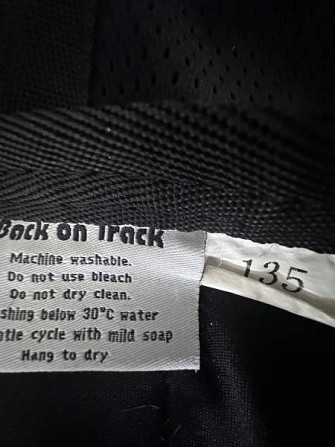 Back on Track
Machine washable.
Do not use bleach
Do not dry clean.
shing below 30°C water
ntle cycle with mild soap
Hang to dry
135